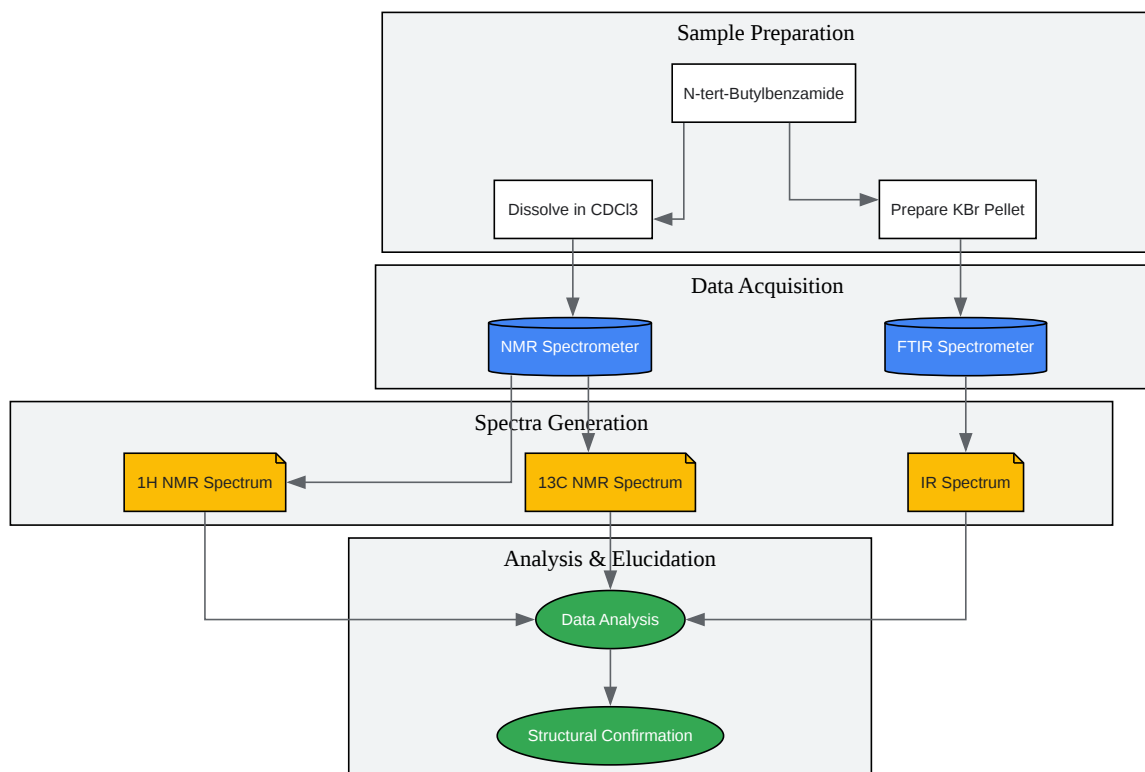 Sample Preparation
N-tert-Butylbenzamide
Dissolve in CDCl3
Prepare KBr Pellet
Data Acquisition
NMR Spectrometer
FTIR Spectrometer
Spectra Generation
1H NMR Spectrum
13C NMR Spectrum
IR Spectrum
Analysis & Elucidation
Data Analysis
Structural Confirmation